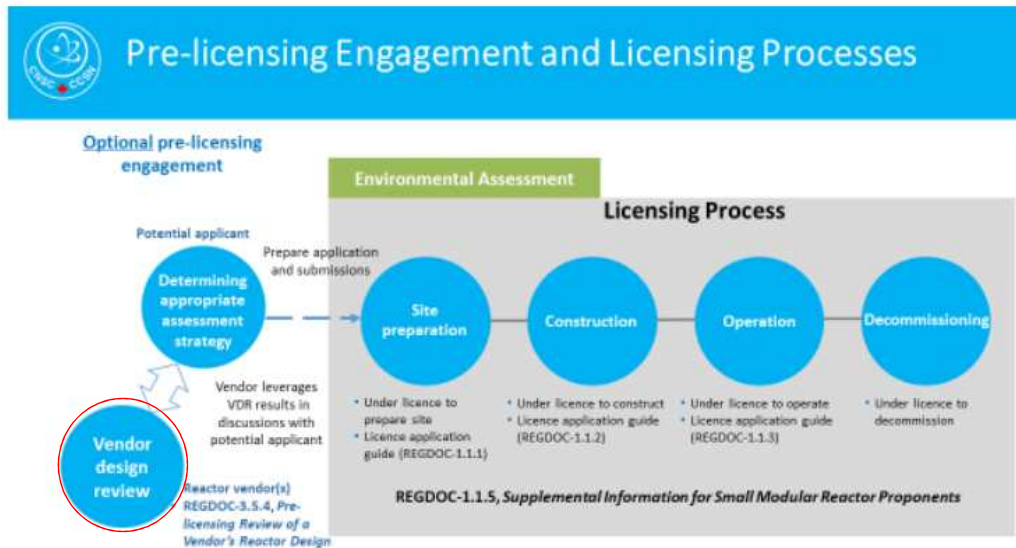 CNSC CCSN
Pre-licensing Engagement and Licensing Processes
Optional pre-licensing
engagement
Environmental Assessment
Licensing Process
Potential applicant
Prepare application
and submissions
Determining
appropriate
assessment
strategy
Site
preparation
Construction
Operation
Decommissioning
Vendor leverages
VDR results in
discussions with
potential applicant
• Under licence to
prepare site
• Licence application
guide (REGDOC-1.1.1)
• Under licence to construct
• Licence application guide
(REGDOC-1.1.2)
• Under licence to operate
• Licence application guide
(REGDOC-1.1.3)
• Under licence to
decommission
Vendor
design
review
• Reactor vendor(s)
• REGDOC-3.5.4, Pre-
licensing Review of a
Vendor's Reactor Design
REGDOC-1.1.5, Supplemental Information for Small Modular Reactor Proponents